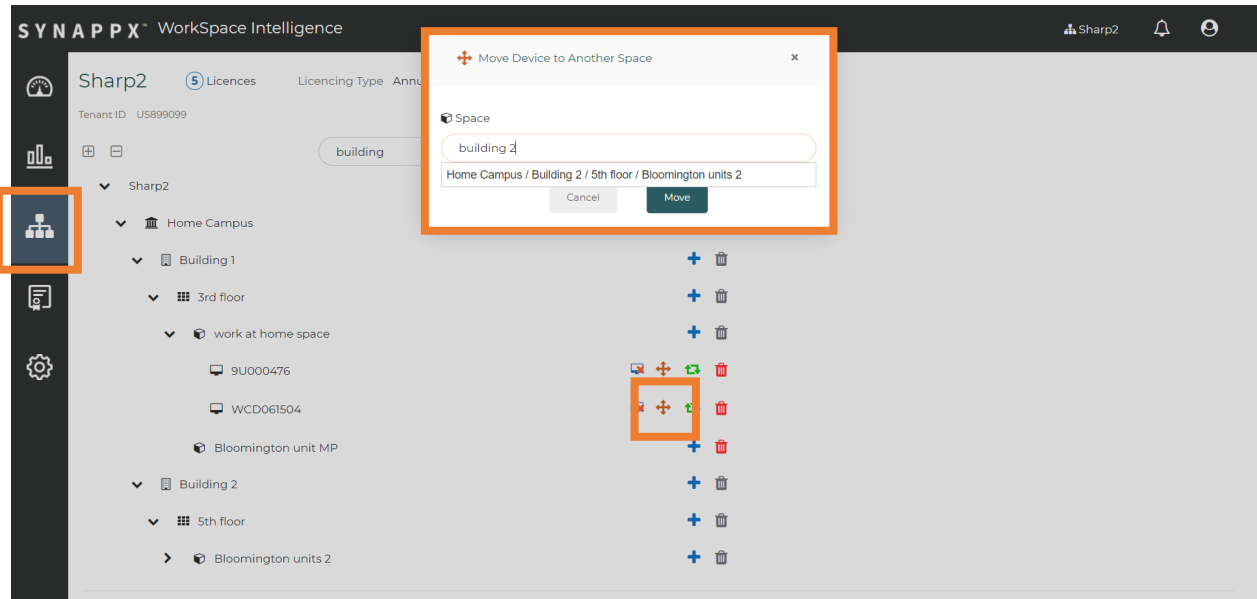 SYNAPPX™ WorkSpace Intelligence
Sharp2
Move Device to Another Space
×
Sharp2
5 Licences
Licencing Type Annu
Tenant ID US899099
Space
building 2
building
Home Campus / Building 2 / 5th floor / Bloomington units 2
Cancel
Move
Sharp2
Home Campus
Building 1
3rd floor
work at home space
9U000476
WCD061504
Bloomington unit MP
Building 2
5th floor
Bloomington units 2